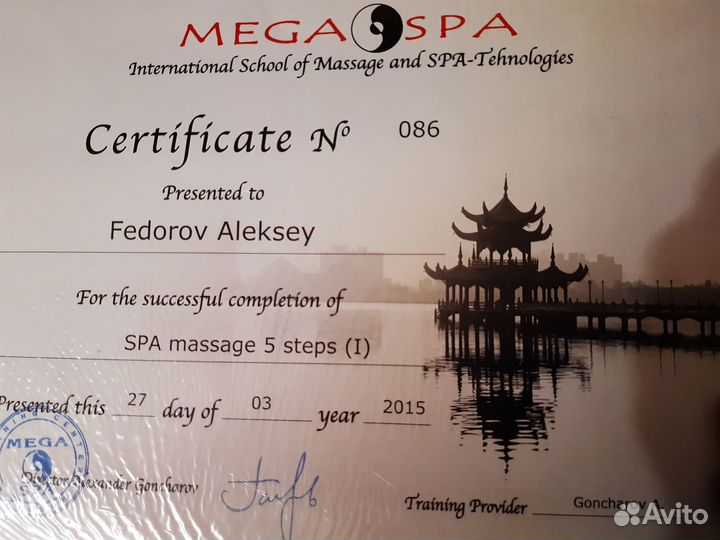 MEGA SPA
International School of Massage and SPA-Tehnologies
Certificate № 086
Presented to
Fedorov Aleksey
For the successful completion of
SPA massage 5 steps (I)
Presented this 27 day of 03 year 2015
MEGA
Director Alexander Goncharov
Training Provider Goncharov A.
Avito